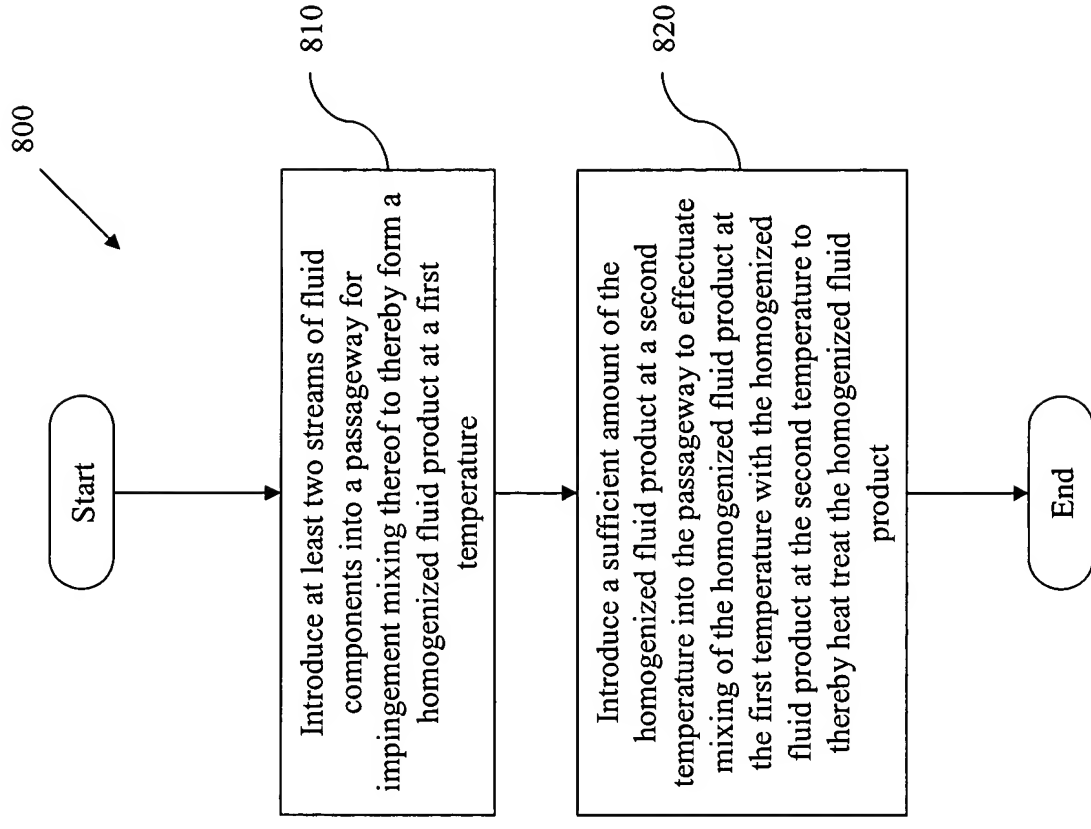 800
Start
Introduce at least two streams of fluid
components into a passageway for
impingement mixing thereof to thereby form a
homogenized fluid product at a first
temperature
810
Introduce a sufficient amount of the
homogenized fluid product at a second
temperature into the passageway to effectuate
mixing of the homogenized fluid product at
the first temperature with the homogenized
fluid product at the second temperature to
thereby heat treat the homogenized fluid
product
820
End